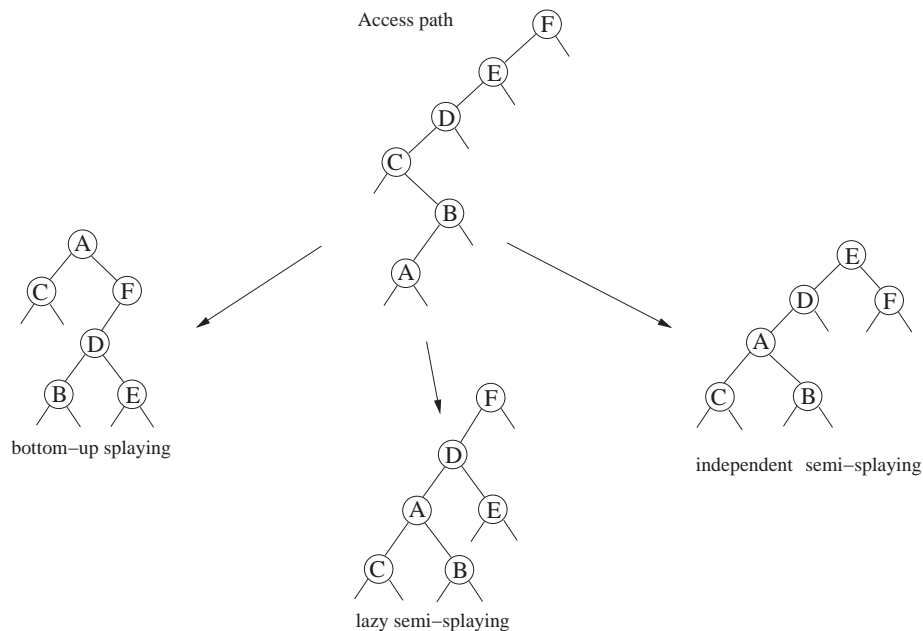 Access path
F
E
D
C
B
A
A
C
F
D
B
E
bottom−up splaying
F
D
A
E
C
B
lazy semi−splaying
E
D
F
A
C
B
independent semi−splaying